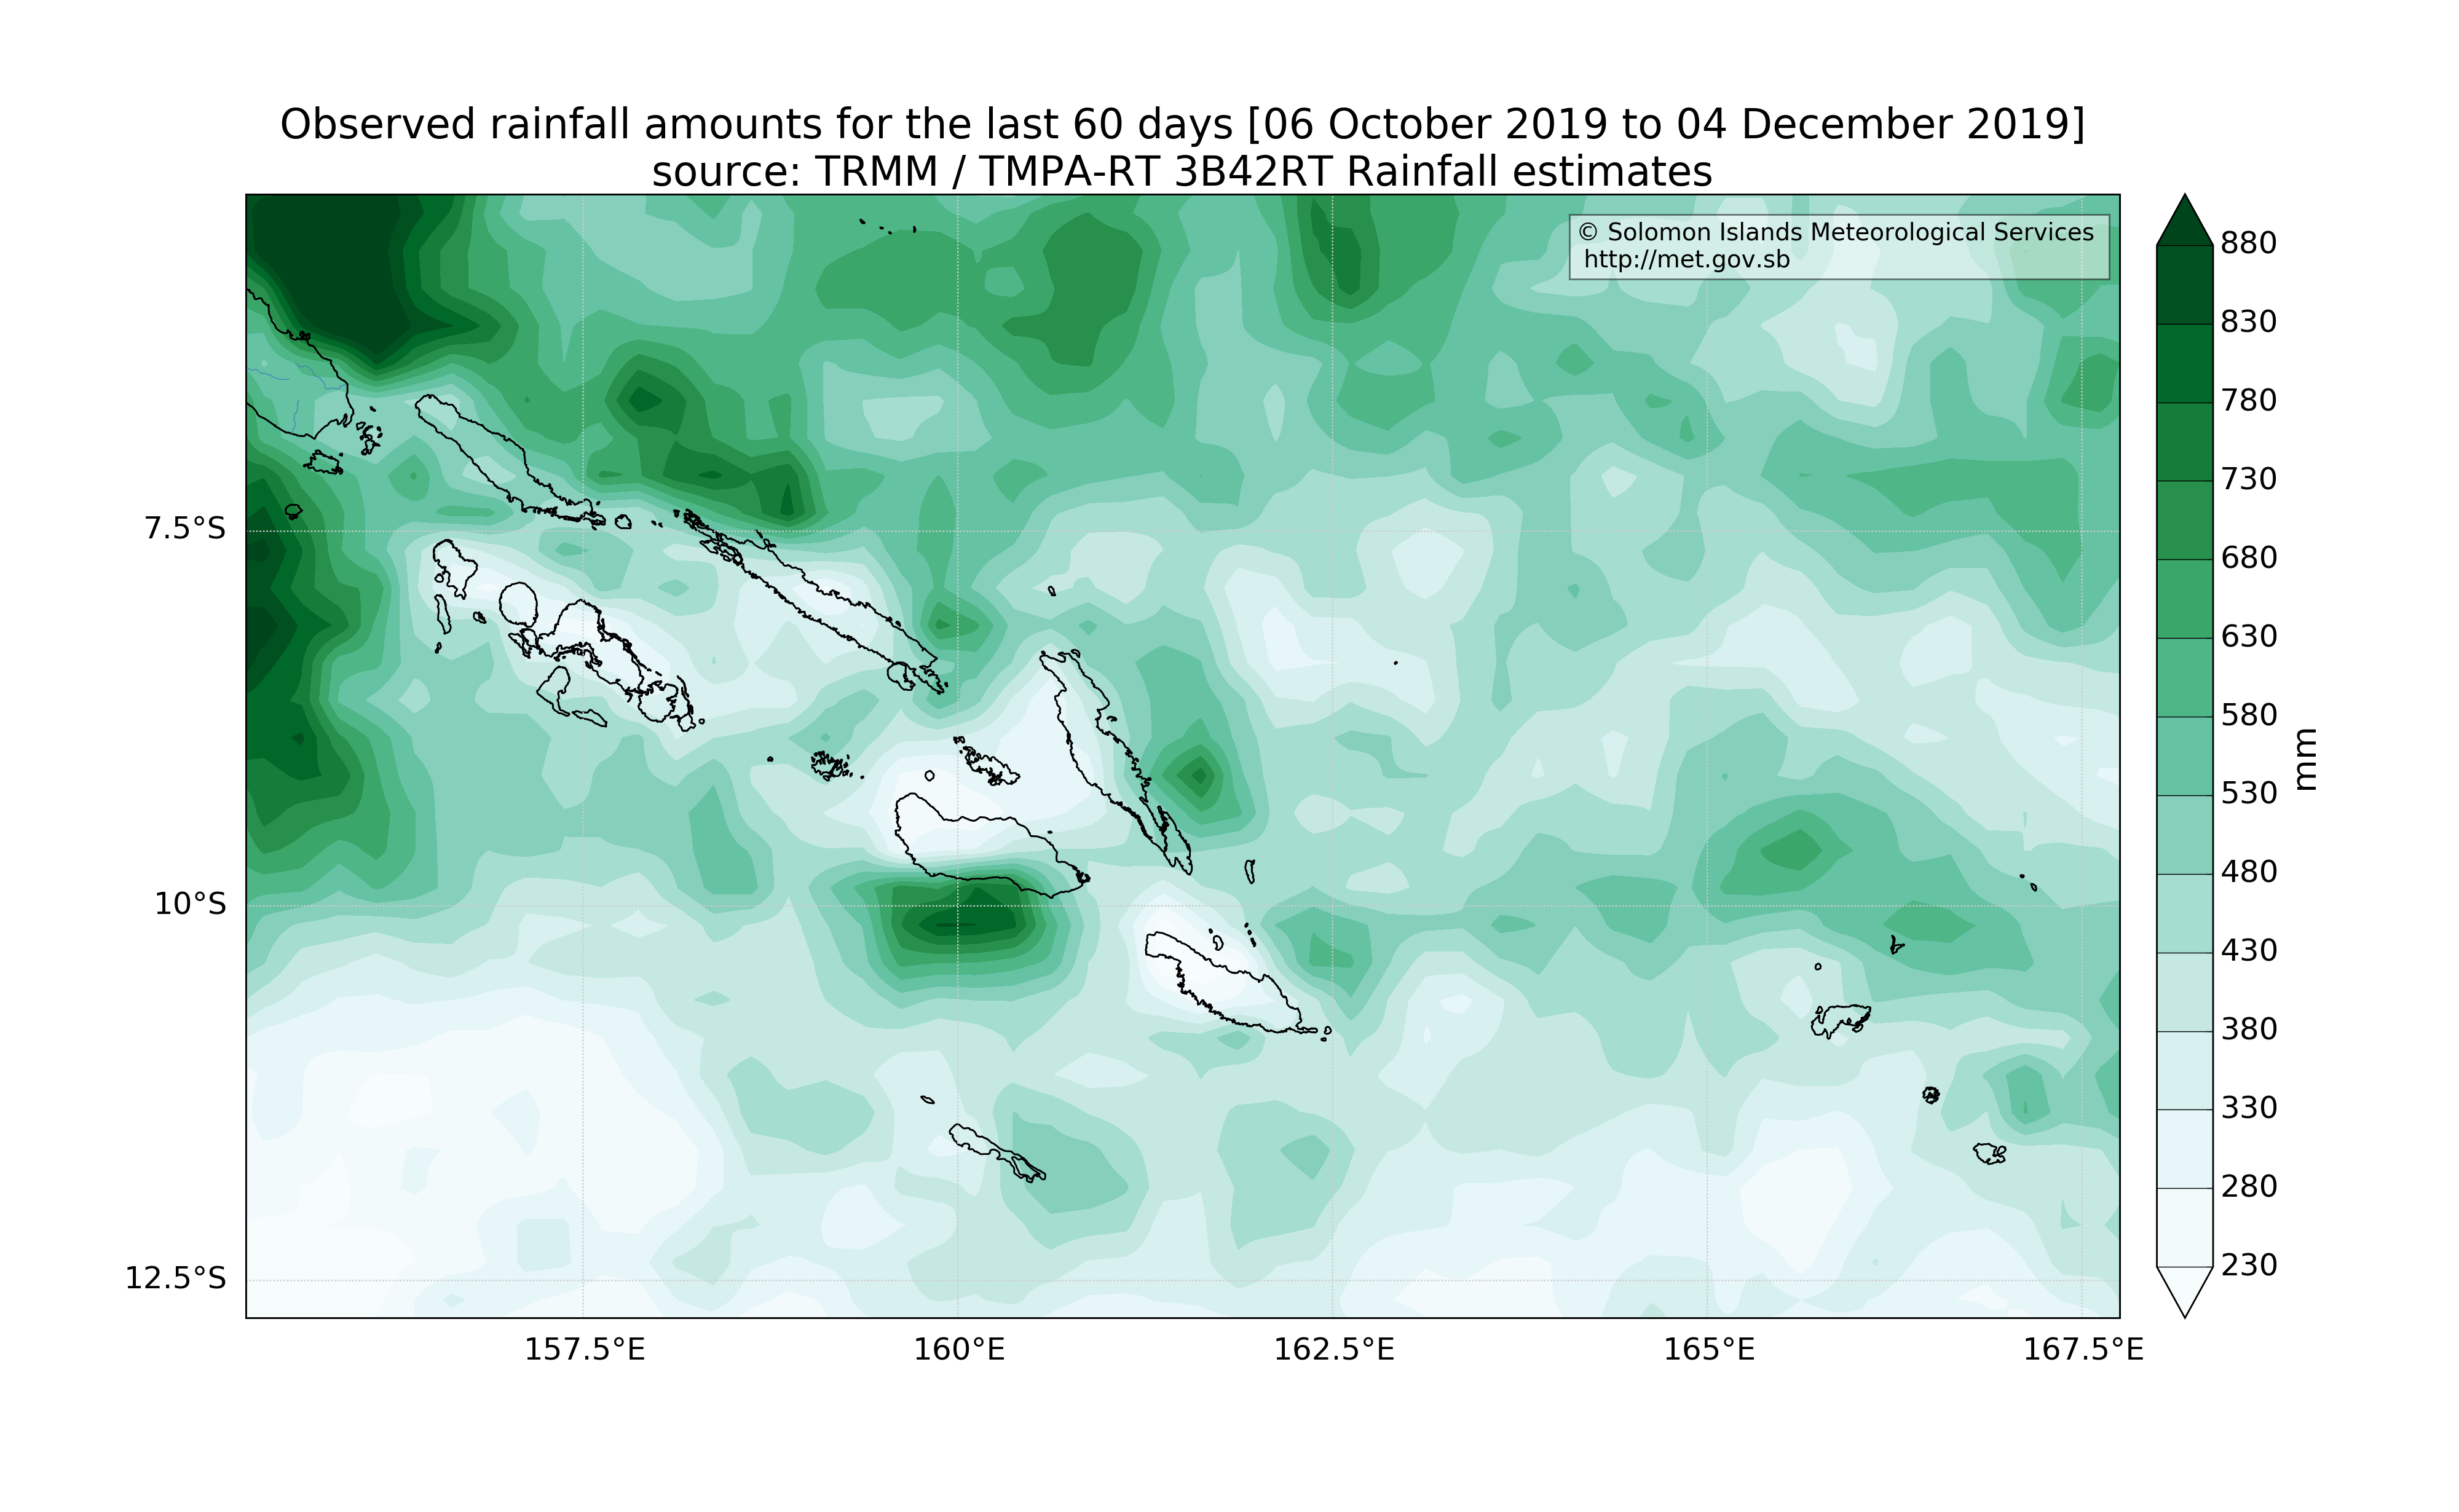 Observed rainfall amounts for the last 60 days [06 October 2019 to 04 December 2019]
source: TRMM / TMPA-RT 3B42RT Rainfall estimates
© Solomon Islands Meteorological Services
http://met.gov.sb
880
830
780
730
680
630
580
530
480
430
380
330
280
230
mm
7.5°S
10°S
12.5°S
157.5°E
160°E
162.5°E
165°E
167.5°E